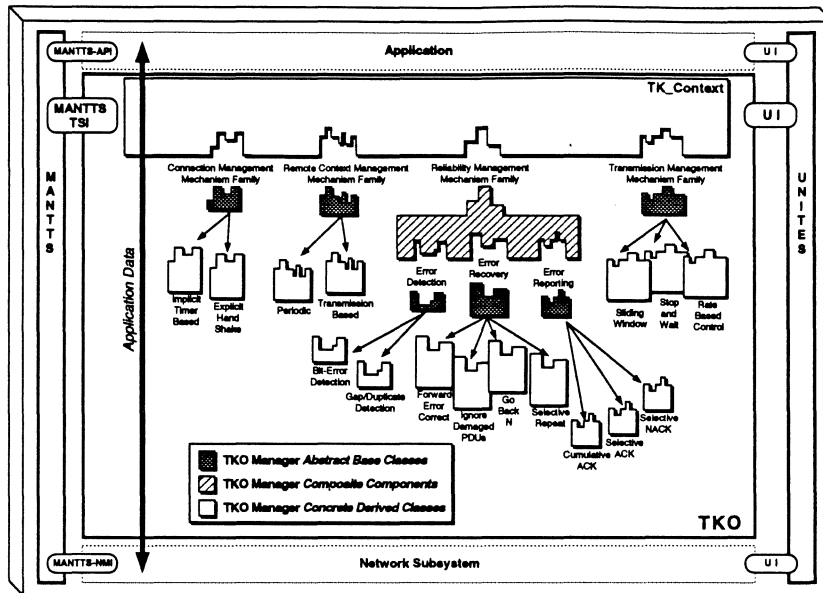 MANTTS-API
Application
U I
TK_Context
MANTTS
TSI
U I
Connection Management
Mechanism Family
Remote Context Management
Mechanism Family
Reliability Management
Mechanism Family
Transmission Management
Mechanism Family
MANTTS
UNITES
Application Data
Implicit
Timer
Based
Explicit
Hand
Shake
Periodic
Transmission
Based
Error
Detection
Error
Recovery
Error
Reporting
Sliding
Window
Stop
and
Wait
Rate
Based
Control
Bit-Error
Detection
Gap/Duplicate
Detection
Forward
Error
Correct
Ignore
Damaged
PDUs
Go
Back
N
Selective
Repeat
Cumulative
ACK
Selective
ACK
Selective
NACK
TKO Manager Abstract Base Classes
TKO Manager Composite Components
TKO Manager Concrete Derived Classes
TKO
MANTTS-NMI
Network Subsystem
U I